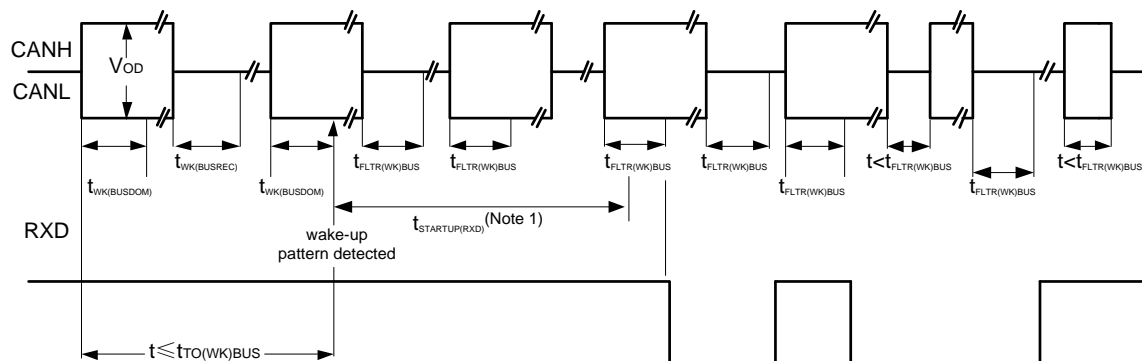 CANH
CANL
VOD
tWK(BUSDOM)
tWK(BUSREC)
tWK(BUSDOM)
tFLTR(WK)BUS
tFLTR(WK)BUS
tFLTR(WK)BUS
tFLTR(WK)BUS
tFLTR(WK)BUS
t<tFLTR(WK)BUS
tFLTR(WK)BUS
t<tFLTR(WK)BUS
tSTARTUP(RXD)(Note 1)
wake-up
pattern detected
RXD
t≤tTO(WK)BUS